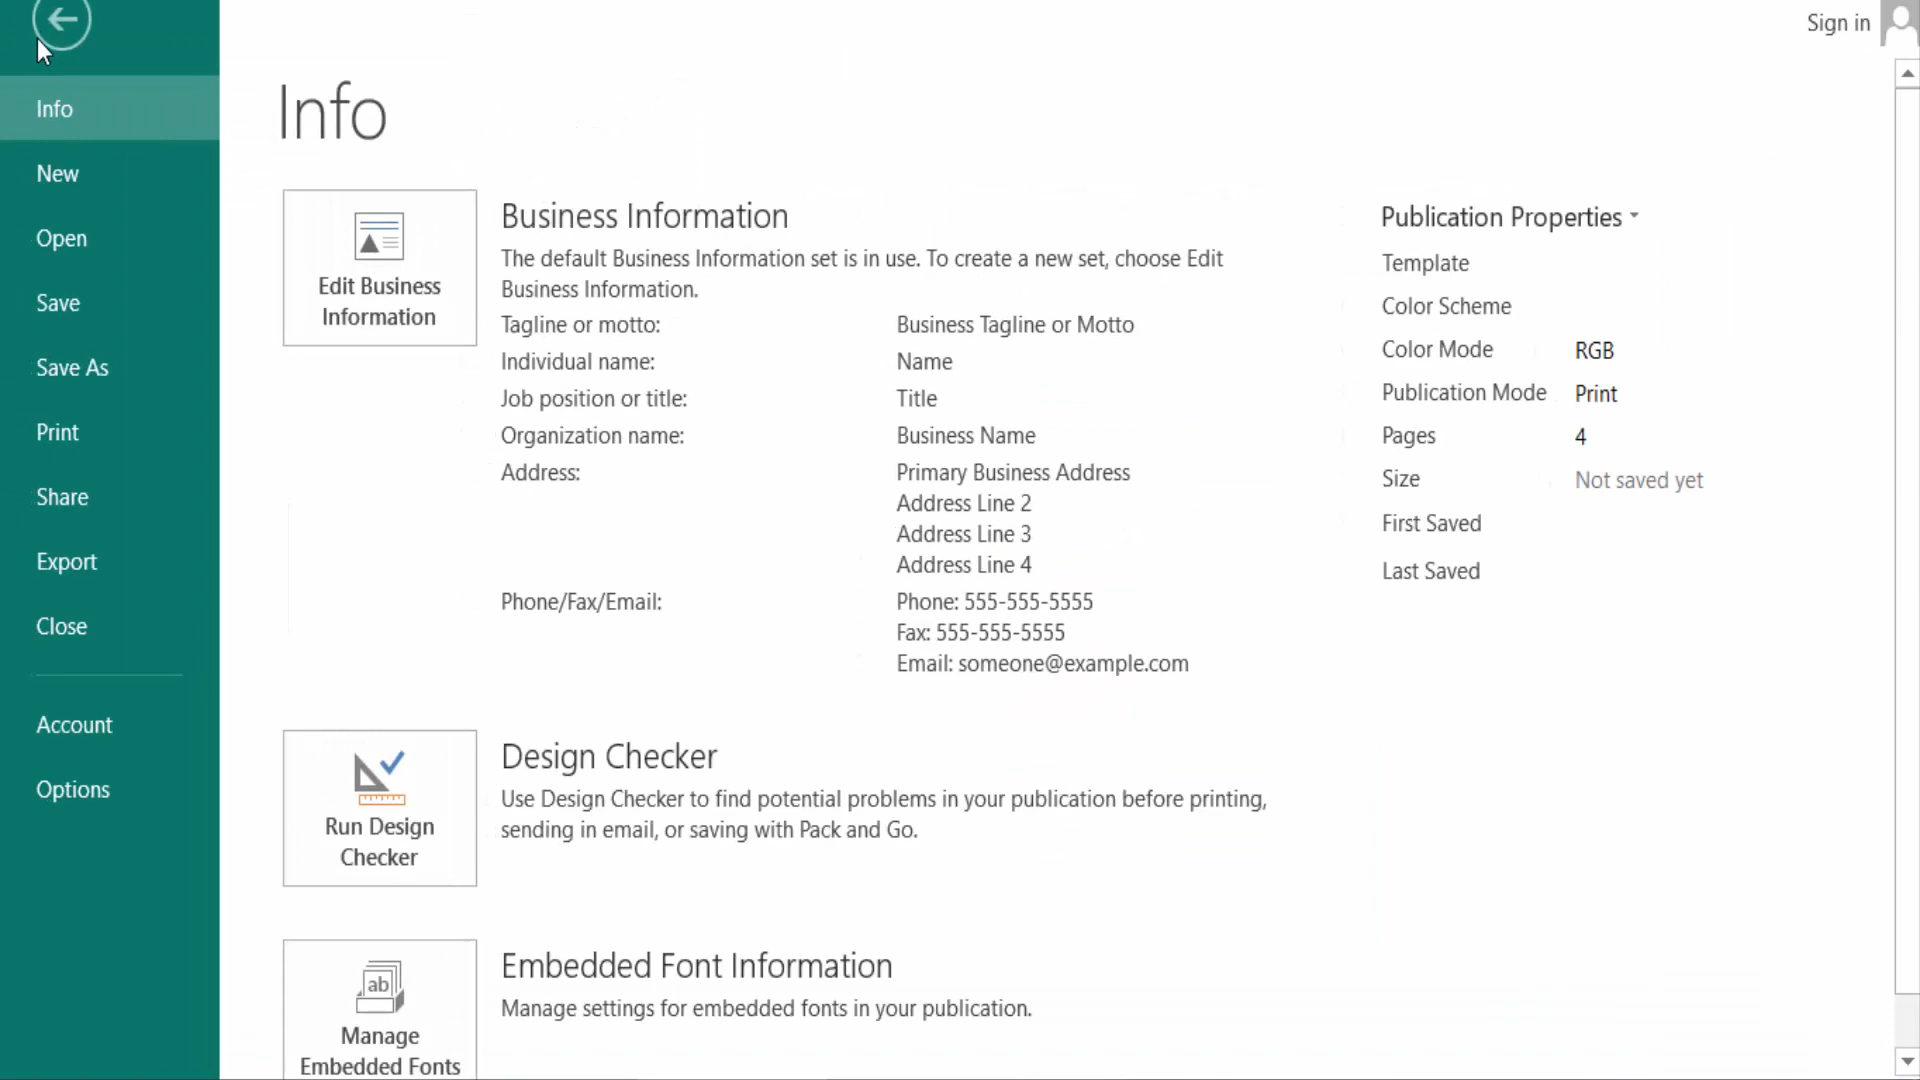 Sign in
Info
New
Open
Save
Save As
Print
Share
Export
Close
Account
Options
Info
Edit Business
Information
Business Information
The default Business Information set is in use. To create a new set, choose Edit
Business Information.
Tagline or motto: Business Tagline or Motto
Individual name: Name
Job position or title: Title
Organization name: Business Name
Address: Primary Business Address
Address Line 2
Address Line 3
Address Line 4
Phone/Fax/Email: Phone: 555-555-5555
Fax: 555-555-5555
Email: someone@example.com
Publication Properties
Template
Color Scheme
Color Mode RGB
Publication Mode Print
Pages 4
Size Not saved yet
First Saved
Last Saved
Run Design
Checker
Design Checker
Use Design Checker to find potential problems in your publication before printing,
sending in email, or saving with Pack and Go.
ab
Manage
Embedded Fonts
Embedded Font Information
Manage settings for embedded fonts in your publication.